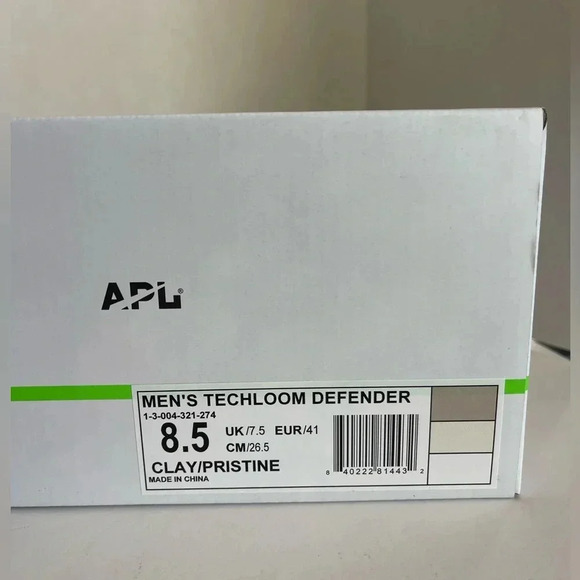 APL®
MEN'S TECHLOOM DEFENDER
1-3-004-321-274
8.5 UK/7.5 EUR/41
CM/26.5
CLAY/PRISTINE
MADE IN CHINA
8 40222 81443 2